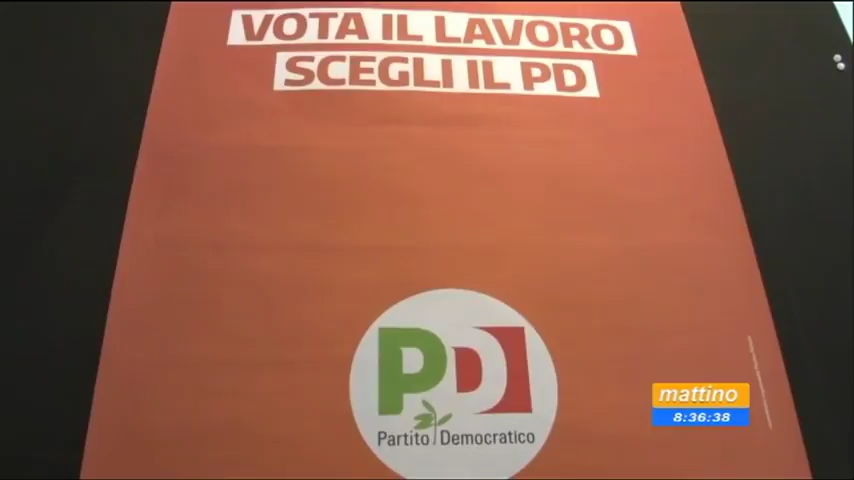 VOTA IL LAVORO
SCEGLI IL PD
PD
Partito Democratico
mattino
8:36:38